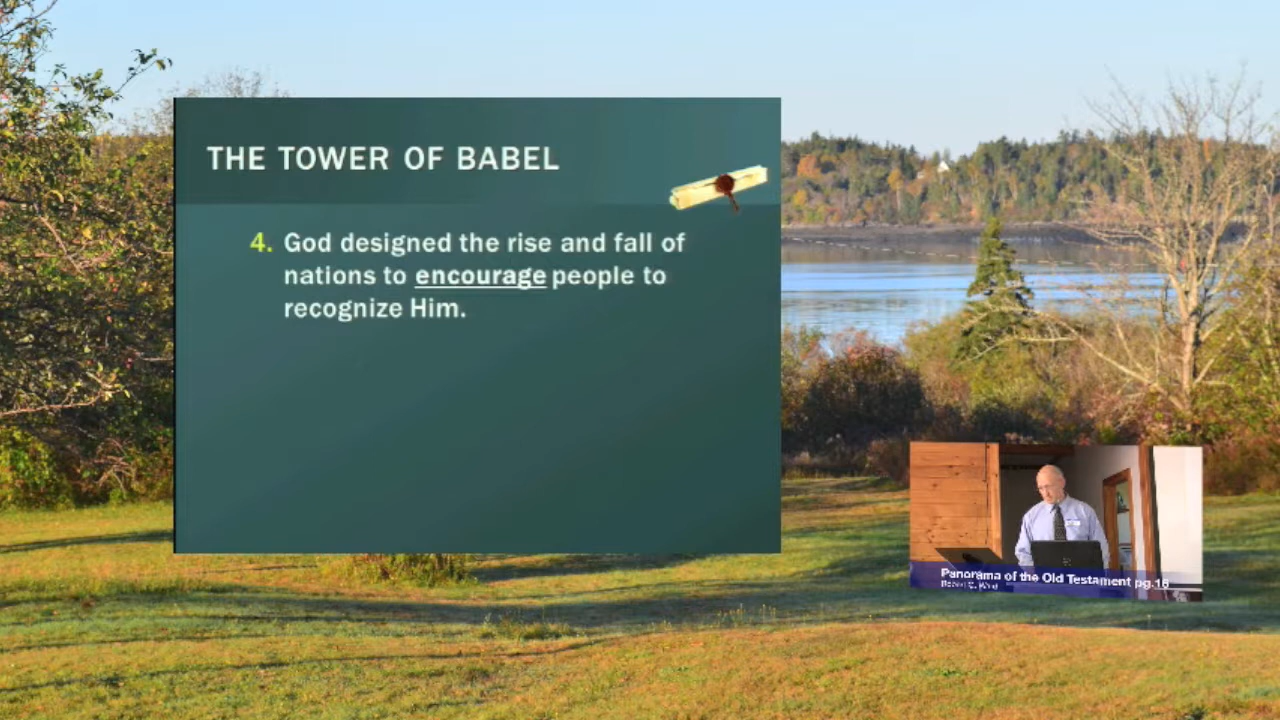 THE TOWER OF BABEL
4. God designed the rise and fall of
nations to encourage people to
recognize Him.
Panorama of the Old Testament pg.16